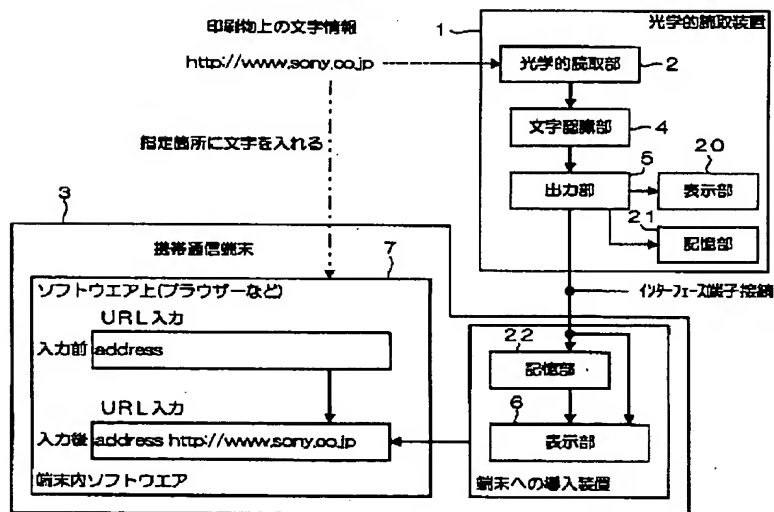 印刷物上の文字情報
http://www.sony.co.jp
指定箇所に文字を入れる
1
光学的読取装置
光学的読取部
2
文字認識部
4
5
出力部
20
表示部
21
記憶部
インターフェース端子接続
3
携帯通信端末
7
ソフトウエア上(ブラウザーなど)
URL入力
入力前 address
URL入力
入力後 address http://www.sony.co.jp
端末内ソフトウエア
22
記憶部
6
表示部
端末への導入装置